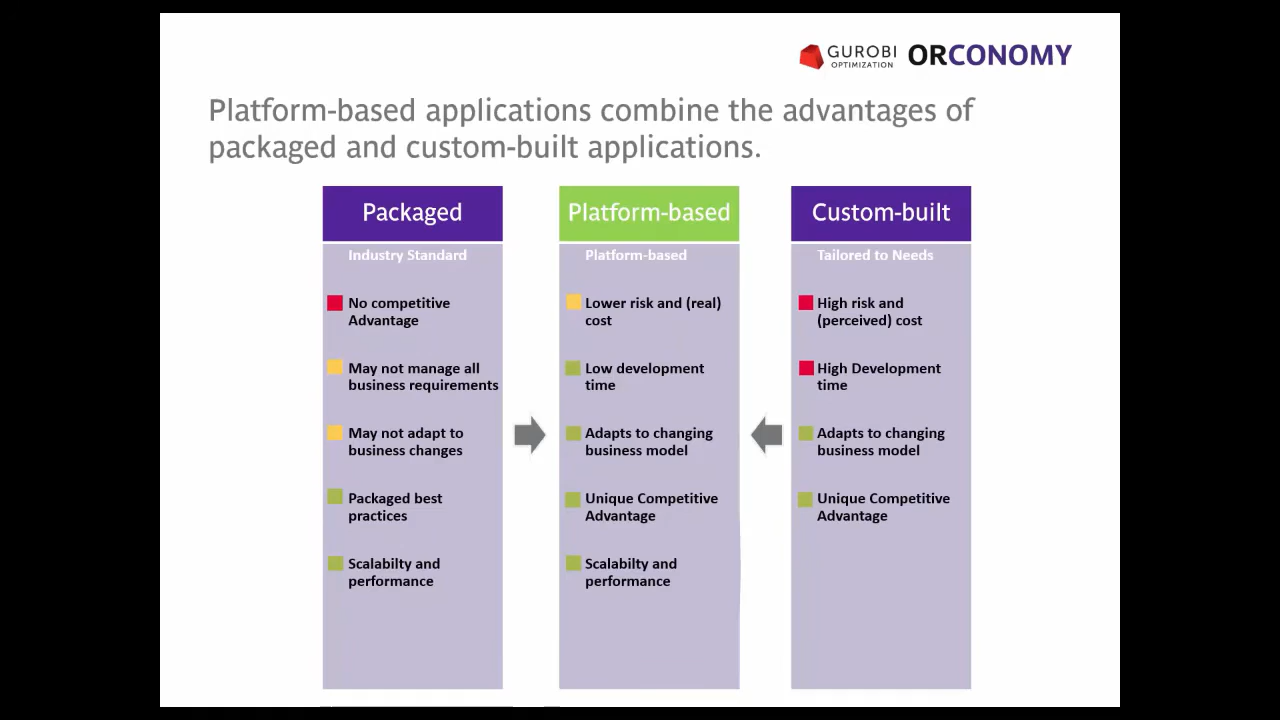 GUROBI
OPTIMIZATION
ORCONOMY
Platform-based applications combine the advantages of
packaged and custom-built applications.
Packaged
Industry Standard
No competitive
Advantage
May not manage all
business requirements
May not adapt to
business changes
Packaged best
practices
Scalabilty and
performance
Platform-based
Platform-based
Lower risk and (real)
cost
Low development
time
Adapts to changing
business model
Unique Competitive
Advantage
Scalabilty and
performance
Custom-built
Tailored to Needs
High risk and
(perceived) cost
High Development
time
Adapts to changing
business model
Unique Competitive
Advantage